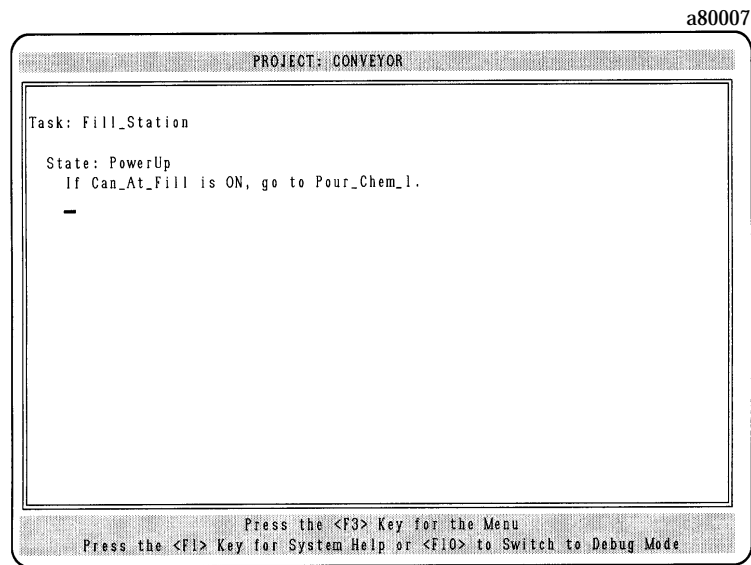 a80007
PROJECT: CONVEYOR
Task: Fill_Station
State: PowerUp
If Can_At_Fill is ON, go to Pour_Chem_1.
Press the <F3> Key for the Menu
Press the <F1> Key for System Help or <F10> to Switch to Debug Mode